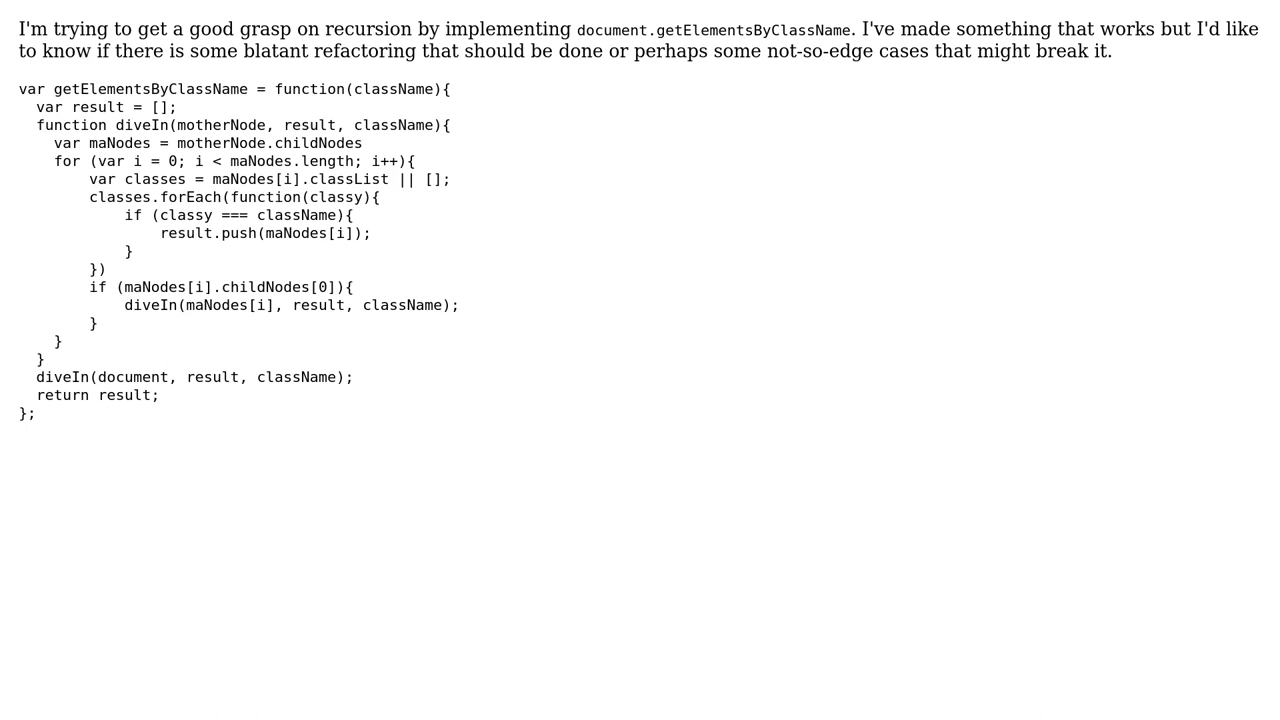 I'm trying to get a good grasp on recursion by implementing document.getElementsByClassName. I've made something that works but I'd like
to know if there is some blatant refactoring that should be done or perhaps some not-so-edge cases that might break it.
var getElementsByClassName = function(className){
  var result = [];
  function diveIn(motherNode, result, className){
    var maNodes = motherNode.childNodes
    for (var i = 0; i < maNodes.length; i++){
        var classes = maNodes[i].classList || [];
        classes.forEach(function(classy){
            if (classy === className){
                result.push(maNodes[i]);
            }
        })
        if (maNodes[i].childNodes[0]){
            diveIn(maNodes[i], result, className);
        }
    }
  }
  diveIn(document, result, className);
  return result;
};